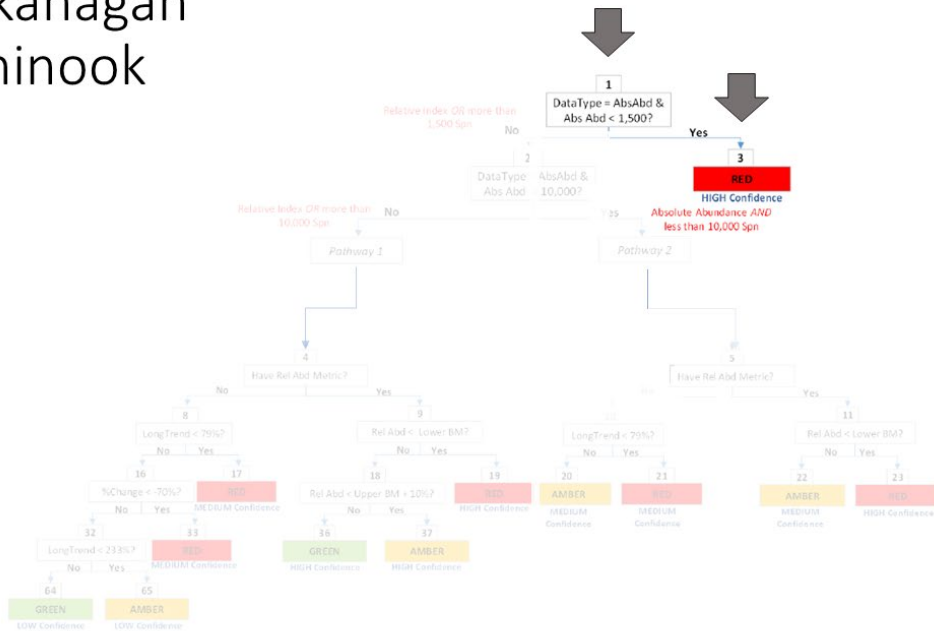 kanagan
hinook
1
DataType = AbsAbd &
Abs Abd < 1,500?
Relative Index OR more than
1,500 Spn
No
Yes
2
DataType AbsAbd &
Abs Abd 10,000?
3
RED
HIGH Confidence
Absolute Abundance AND
less than 10,000 Spn
Relative Index OR more than
10,000 Spn
No
Yes
Pathway 1
Pathway 2
4
Have Rel Abd Metric?
5
Have Rel Abd Metric?
No
Yes
Yes
8
LongTrend < 79%?
9
Rel Abd < Lower BM?
LongTrend < 79%?
11
Rel Abd < Lower BM?
No
Yes
No
Yes
No
Yes
No
Yes
16
%Change < -70%?
17
RED
MEDIUM Confidence
18
Rel Abd < Upper BM + 10%?
19
RED
HIGH Confidence
20
AMBER
MEDIUM
Confidence
21
RED
MEDIUM
Confidence
22
AMBER
MEDIUM
Confidence
23
RED
HIGH Confidence
No
Yes
No
Yes
32
LongTrend < 233%?
33
RED
MEDIUM Confidence
36
GREEN
HIGH Confidence
37
AMBER
HIGH Confidence
No
Yes
64
GREEN
LOW Confidence
65
AMBER
LOW Confidence